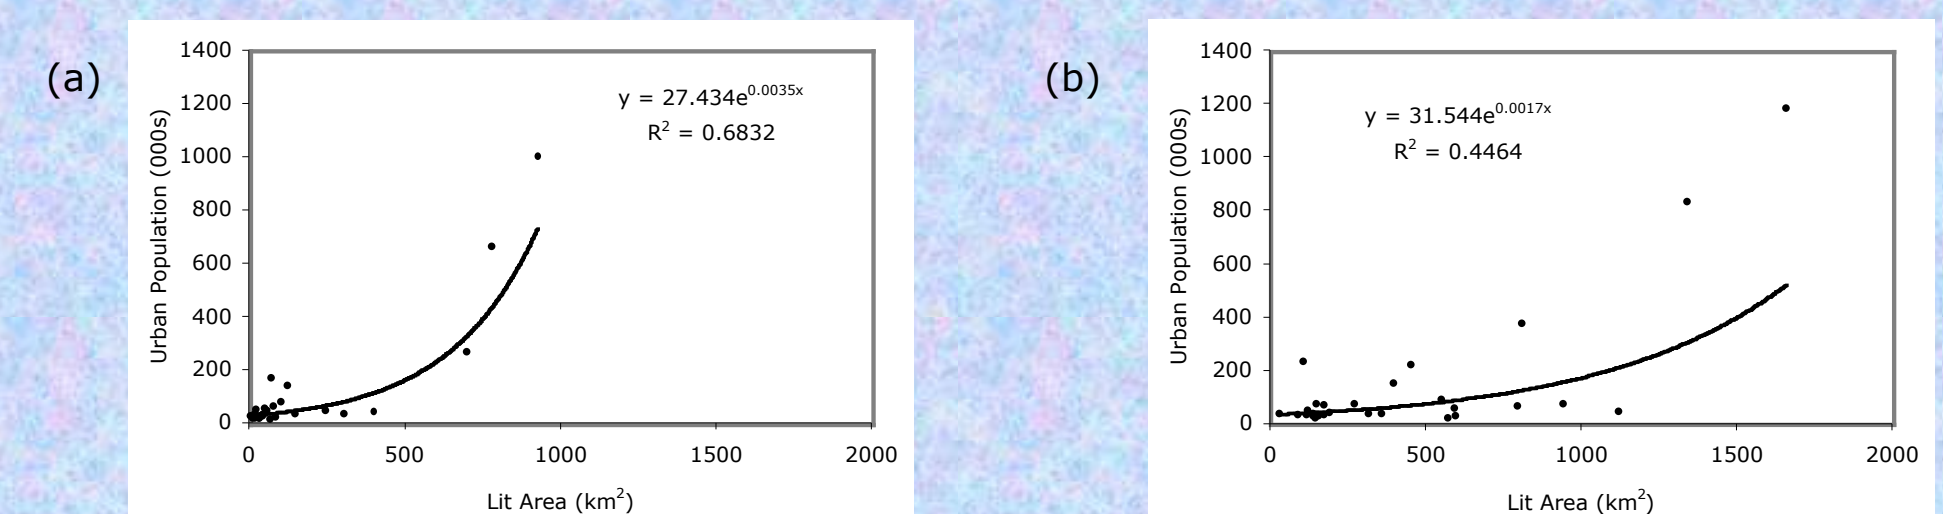 (a)
Urban Population (000s)
1400
1200
1000
800
600
400
200
0
y = 27.434e^0.0035x
R² = 0.6832
0 500 1000 1500 2000
Lit Area (km²)
(b)
Urban Population (000s)
1400
1200
1000
800
600
400
200
0
y = 31.544e^0.0017x
R² = 0.4464
0 500 1000 1500 2000
Lit Area (km²)